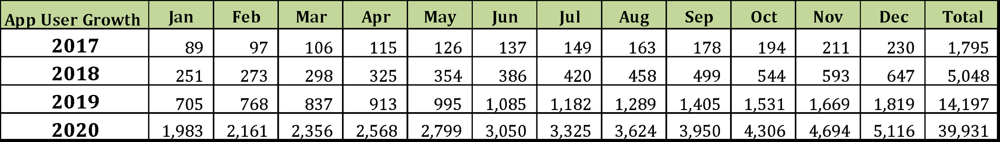 App User Growth Jan Feb Mar Apr May Jun Jul Aug Sep Oct Nov Dec Total
2017 89 97 106 115 126 137 149 163 178 194 211 230 1,795
2018 251 273 298 325 354 386 420 458 499 544 593 647 5,048
2019 705 768 837 913 995 1,085 1,182 1,289 1,405 1,531 1,669 1,819 14,197
2020 1,983 2,161 2,356 2,568 2,799 3,050 3,325 3,624 3,950 4,306 4,694 5,116 39,931